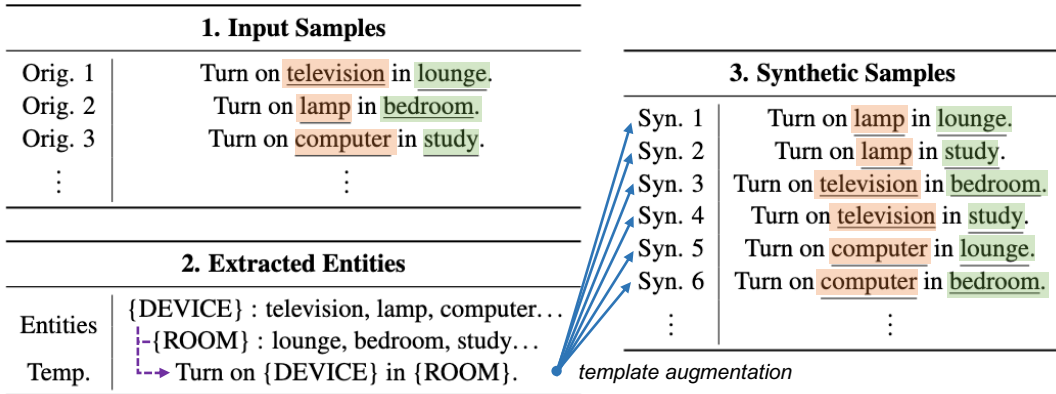 1. Input Samples
Orig. 1 Turn on television in lounge.
Orig. 2 Turn on lamp in bedroom.
Orig. 3 Turn on computer in study.
⋮ ⋮
2. Extracted Entities
Entities {DEVICE} : television, lamp, computer…
{ROOM} : lounge, bedroom, study…
Temp. Turn on {DEVICE} in {ROOM}.
template augmentation
3. Synthetic Samples
Syn. 1 Turn on lamp in lounge.
Syn. 2 Turn on lamp in study.
Syn. 3 Turn on television in bedroom.
Syn. 4 Turn on television in study.
Syn. 5 Turn on computer in lounge.
Syn. 6 Turn on computer in bedroom.
⋮ ⋮